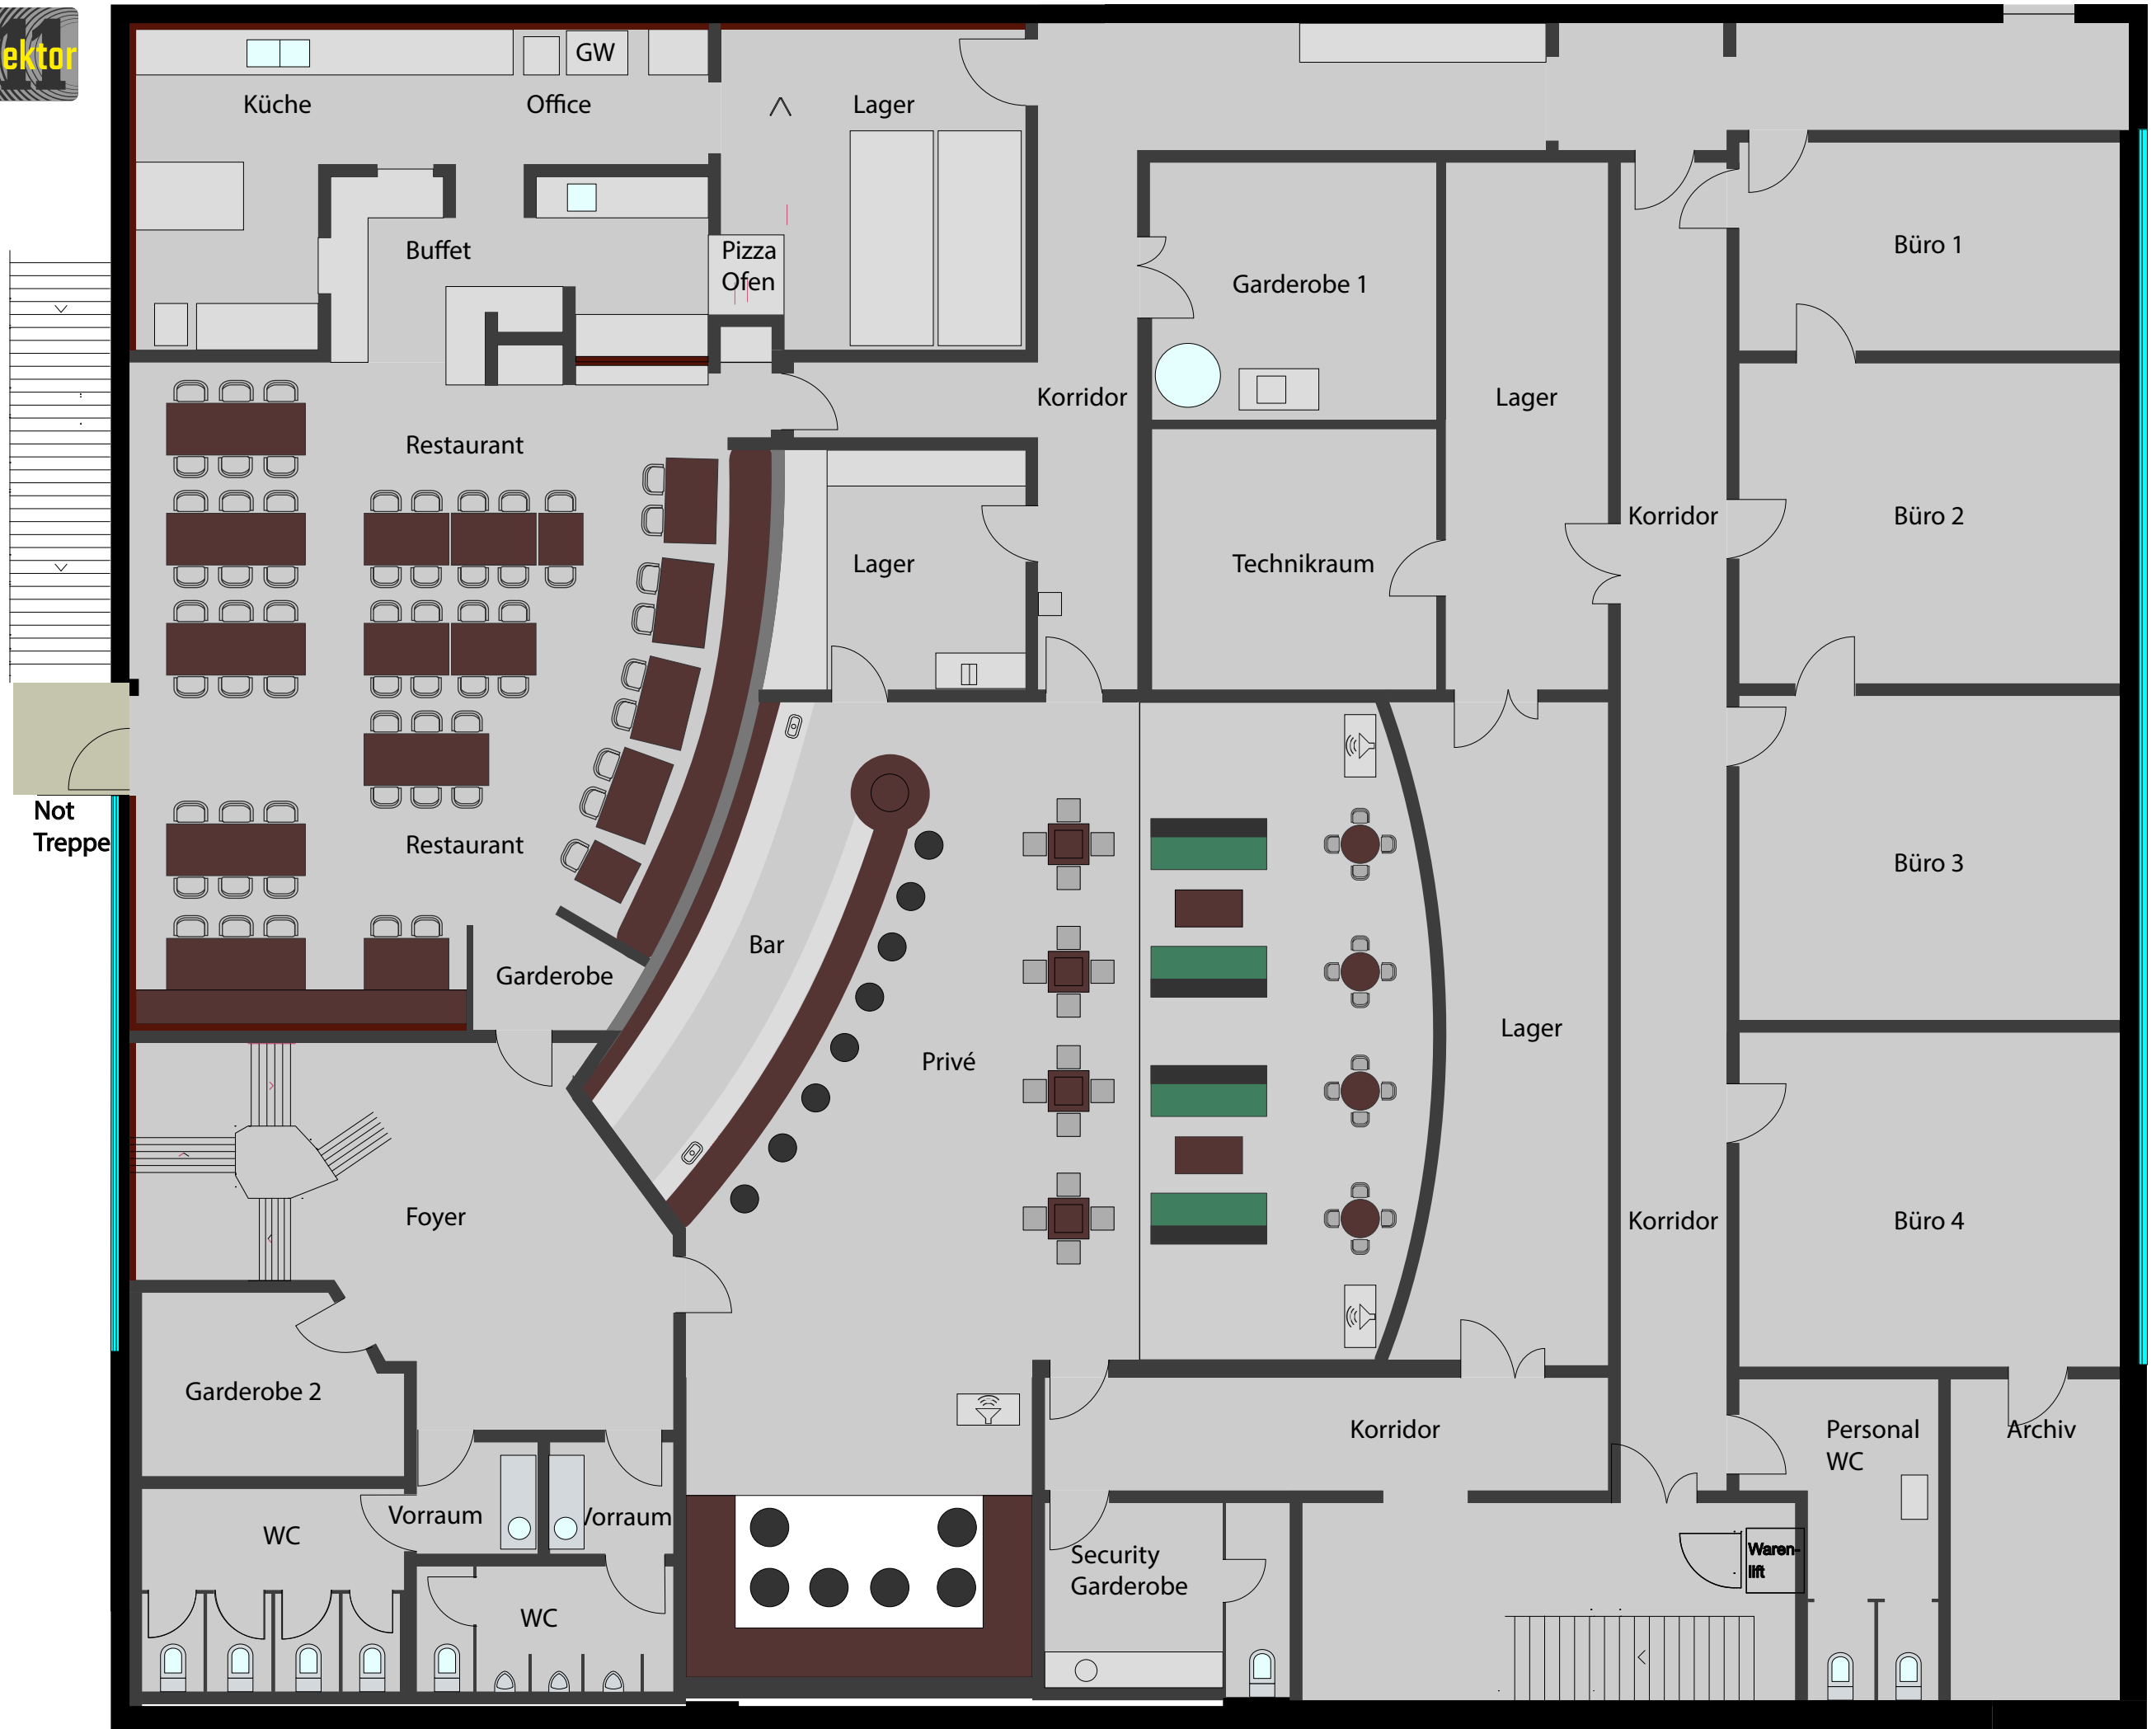 11
ektor
GW
Küche
Office
Lager
Buffet
Pizza
Ofen
Garderobe 1
Büro 1
Korridor
Lager
Restaurant
Korridor
Büro 2
Lager
Technikraum
Not
Treppe
Restaurant
Büro 3
Bar
Garderobe
Lager
Privé
Foyer
Korridor
Büro 4
Garderobe 2
Korridor
Personal
WC
Archiv
Vorraum
Vorraum
WC
Security
Garderobe
Waren-
lift
WC